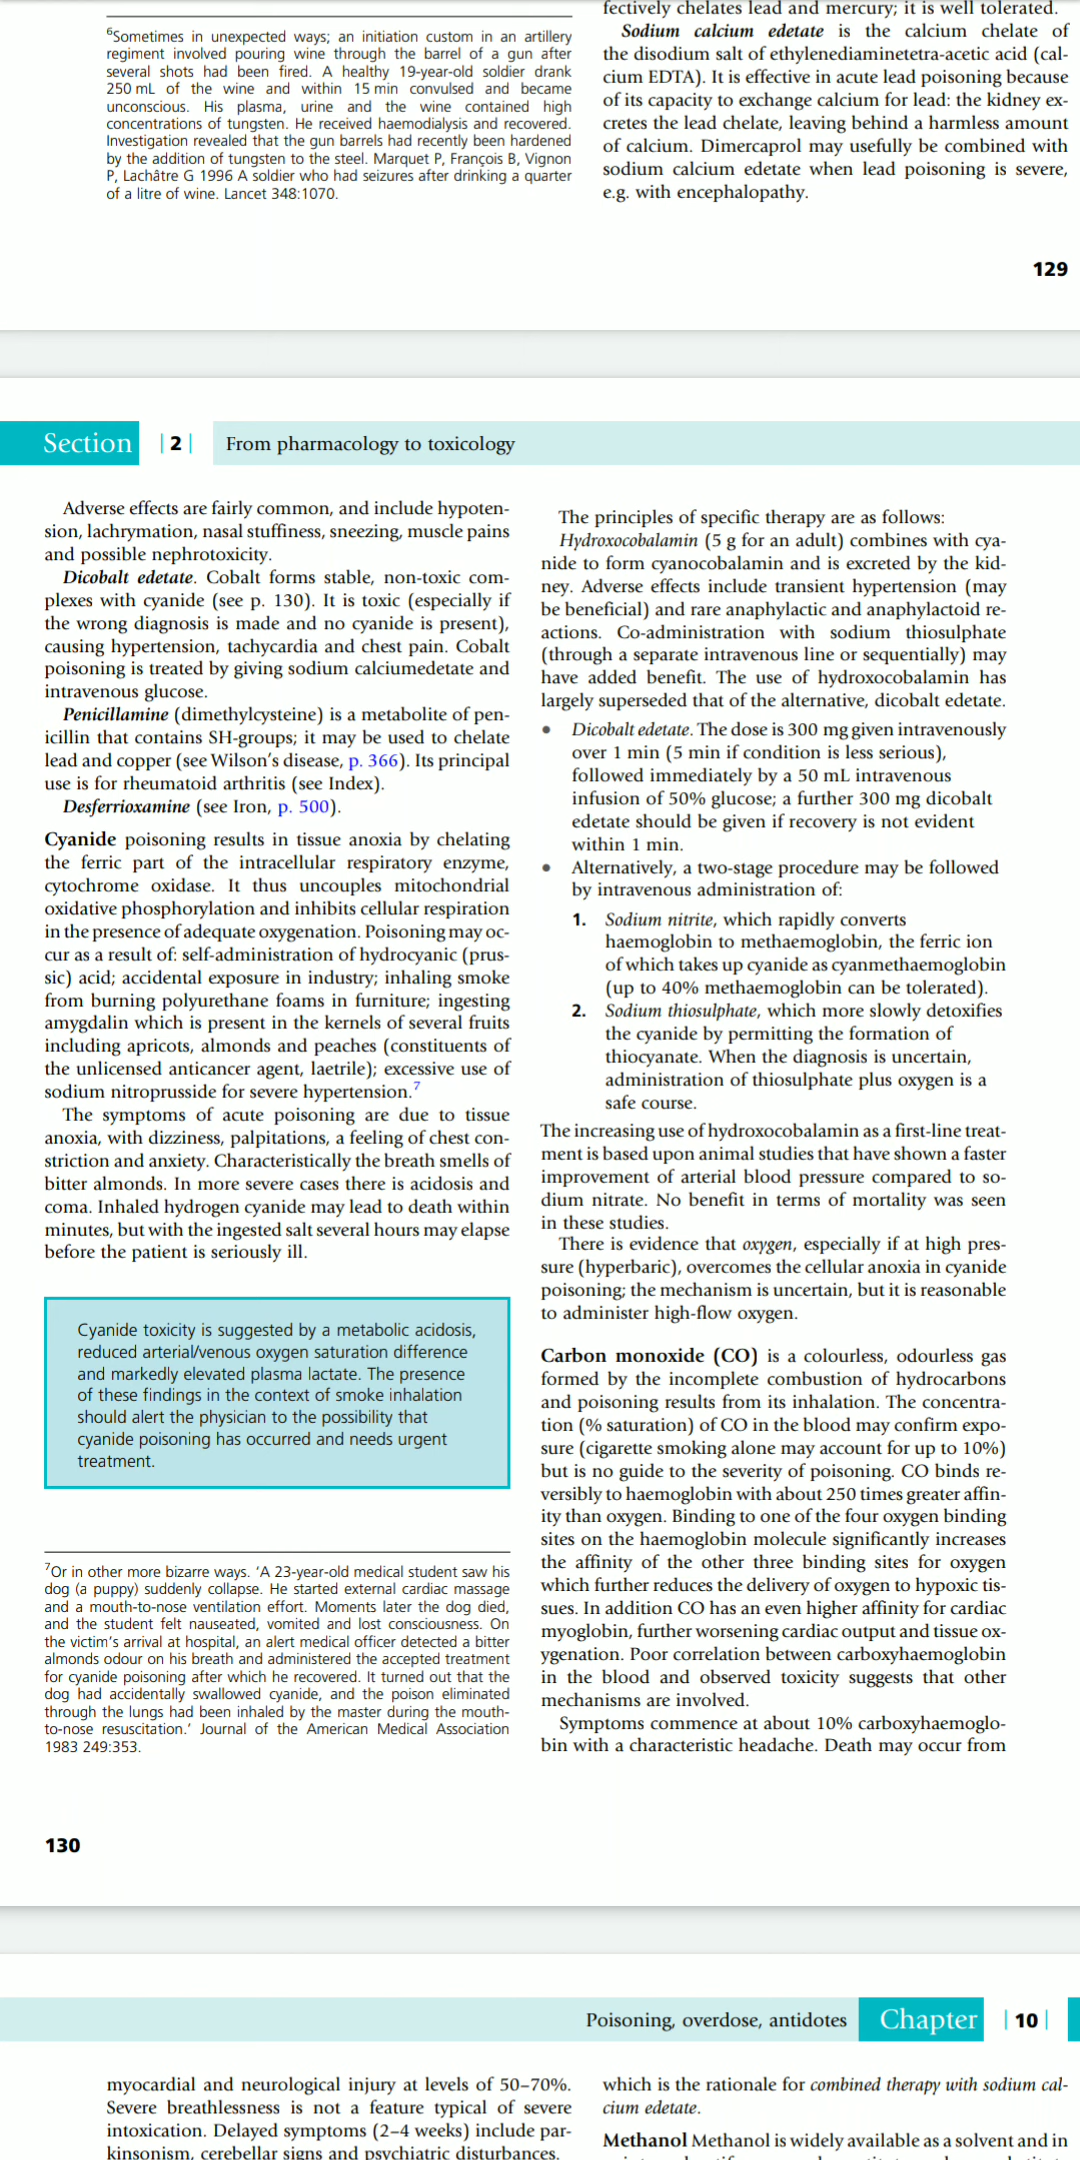 ⁶Sometimes in unexpected ways; an initiation custom in an artillery
regiment involved pouring wine through the barrel of a gun after
several shots had been fired. A healthy 19-year-old soldier drank
250 mL of the wine and within 15 min convulsed and became
unconscious. His plasma, urine and the wine contained high
concentrations of tungsten. He received haemodialysis and recovered.
Investigation revealed that the gun barrels had recently been hardened
by the addition of tungsten to the steel. Marquet P, François B, Vignon
P, Lachâtre G 1996 A soldier who had seizures after drinking a quarter
of a litre of wine. Lancet 348:1070.
fectively chelates lead and mercury; it is well tolerated.
Sodium calcium edetate is the calcium chelate of
the disodium salt of ethylenediaminetetra-acetic acid (cal-
cium EDTA). It is effective in acute lead poisoning because
of its capacity to exchange calcium for lead: the kidney ex-
cretes the lead chelate, leaving behind a harmless amount
of calcium. Dimercaprol may usefully be combined with
sodium calcium edetate when lead poisoning is severe,
e.g. with encephalopathy.
129
Section | 2 | From pharmacology to toxicology
Adverse effects are fairly common, and include hypoten-
sion, lachrymation, nasal stuffiness, sneezing, muscle pains
and possible nephrotoxicity.
Dicobalt edetate. Cobalt forms stable, non-toxic com-
plexes with cyanide (see p. 130). It is toxic (especially if
the wrong diagnosis is made and no cyanide is present),
causing hypertension, tachycardia and chest pain. Cobalt
poisoning is treated by giving sodium calciumedetate and
intravenous glucose.
Penicillamine (dimethylcysteine) is a metabolite of pen-
icillin that contains SH-groups; it may be used to chelate
lead and copper (see Wilson's disease, p. 366). Its principal
use is for rheumatoid arthritis (see Index).
Desferrioxamine (see Iron, p. 500).
Cyanide poisoning results in tissue anoxia by chelating
the ferric part of the intracellular respiratory enzyme,
cytochrome oxidase. It thus uncouples mitochondrial
oxidative phosphorylation and inhibits cellular respiration
in the presence of adequate oxygenation. Poisoning may oc-
cur as a result of: self-administration of hydrocyanic (prus-
sic) acid; accidental exposure in industry; inhaling smoke
from burning polyurethane foams in furniture; ingesting
amygdalin which is present in the kernels of several fruits
including apricots, almonds and peaches (constituents of
the unlicensed anticancer agent, laetrile); excessive use of
sodium nitroprusside for severe hypertension.⁷
The symptoms of acute poisoning are due to tissue
anoxia, with dizziness, palpitations, a feeling of chest con-
striction and anxiety. Characteristically the breath smells of
bitter almonds. In more severe cases there is acidosis and
coma. Inhaled hydrogen cyanide may lead to death within
minutes, but with the ingested salt several hours may elapse
before the patient is seriously ill.
Cyanide toxicity is suggested by a metabolic acidosis,
reduced arterial/venous oxygen saturation difference
and markedly elevated plasma lactate. The presence
of these findings in the context of smoke inhalation
should alert the physician to the possibility that
cyanide poisoning has occurred and needs urgent
treatment.
⁷Or in other more bizarre ways. 'A 23-year-old medical student saw his
dog (a puppy) suddenly collapse. He started external cardiac massage
and a mouth-to-nose ventilation effort. Moments later the dog died,
and the student felt nauseated, vomited and lost consciousness. On
the victim's arrival at hospital, an alert medical officer detected a bitter
almonds odour on his breath and administered the accepted treatment
for cyanide poisoning after which he recovered. It turned out that the
dog had accidentally swallowed cyanide, and the poison eliminated
through the lungs had been inhaled by the master during the mouth-
to-nose resuscitation.' Journal of the American Medical Association
1983 249:353.
The principles of specific therapy are as follows:
Hydroxocobalamin (5 g for an adult) combines with cya-
nide to form cyanocobalamin and is excreted by the kid-
ney. Adverse effects include transient hypertension (may
be beneficial) and rare anaphylactic and anaphylactoid re-
actions. Co-administration with sodium thiosulphate
(through a separate intravenous line or sequentially) may
have added benefit. The use of hydroxocobalamin has
largely superseded that of the alternative, dicobalt edetate.
• Dicobalt edetate. The dose is 300 mg given intravenously
over 1 min (5 min if condition is less serious),
followed immediately by a 50 mL intravenous
infusion of 50% glucose; a further 300 mg dicobalt
edetate should be given if recovery is not evident
within 1 min.
• Alternatively, a two-stage procedure may be followed
by intravenous administration of:
1. Sodium nitrite, which rapidly converts
haemoglobin to methaemoglobin, the ferric ion
of which takes up cyanide as cyanmethaemoglobin
(up to 40% methaemoglobin can be tolerated).
2. Sodium thiosulphate, which more slowly detoxifies
the cyanide by permitting the formation of
thiocyanate. When the diagnosis is uncertain,
administration of thiosulphate plus oxygen is a
safe course.
The increasing use of hydroxocobalamin as a first-line treat-
ment is based upon animal studies that have shown a faster
improvement of arterial blood pressure compared to so-
dium nitrate. No benefit in terms of mortality was seen
in these studies.
There is evidence that oxygen, especially if at high pres-
sure (hyperbaric), overcomes the cellular anoxia in cyanide
poisoning; the mechanism is uncertain, but it is reasonable
to administer high-flow oxygen.
Carbon monoxide (CO) is a colourless, odourless gas
formed by the incomplete combustion of hydrocarbons
and poisoning results from its inhalation. The concentra-
tion (% saturation) of CO in the blood may confirm expo-
sure (cigarette smoking alone may account for up to 10%)
but is no guide to the severity of poisoning. CO binds re-
versibly to haemoglobin with about 250 times greater affin-
ity than oxygen. Binding to one of the four oxygen binding
sites on the haemoglobin molecule significantly increases
the affinity of the other three binding sites for oxygen
which further reduces the delivery of oxygen to hypoxic tis-
sues. In addition CO has an even higher affinity for cardiac
myoglobin, further worsening cardiac output and tissue ox-
ygenation. Poor correlation between carboxyhaemoglobin
in the blood and observed toxicity suggests that other
mechanisms are involved.
Symptoms commence at about 10% carboxyhaemoglo-
bin with a characteristic headache. Death may occur from
130
Poisoning, overdose, antidotes Chapter | 10 |
myocardial and neurological injury at levels of 50–70%.
Severe breathlessness is not a feature typical of severe
intoxication. Delayed symptoms (2–4 weeks) include par-
kinsonism, cerebellar signs and psychiatric disturbances.
which is the rationale for combined therapy with sodium cal-
cium edetate.
Methanol Methanol is widely available as a solvent and in